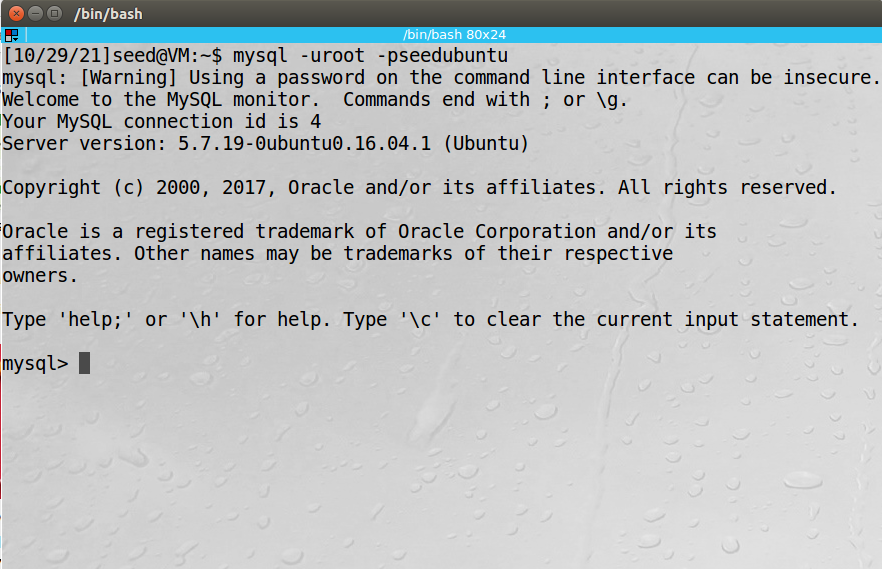 /bin/bash
/bin/bash 80x24
[10/29/21]seed@VM:~$ mysql -uroot -pseedubuntu
mysql: [Warning] Using a password on the command line interface can be insecure.
Welcome to the MySQL monitor.  Commands end with ; or \g.
Your MySQL connection id is 4
Server version: 5.7.19-0ubuntu0.16.04.1 (Ubuntu)
Copyright (c) 2000, 2017, Oracle and/or its affiliates. All rights reserved.
Oracle is a registered trademark of Oracle Corporation and/or its
affiliates. Other names may be trademarks of their respective
owners.
Type 'help;' or '\h' for help. Type '\c' to clear the current input statement.
mysql>